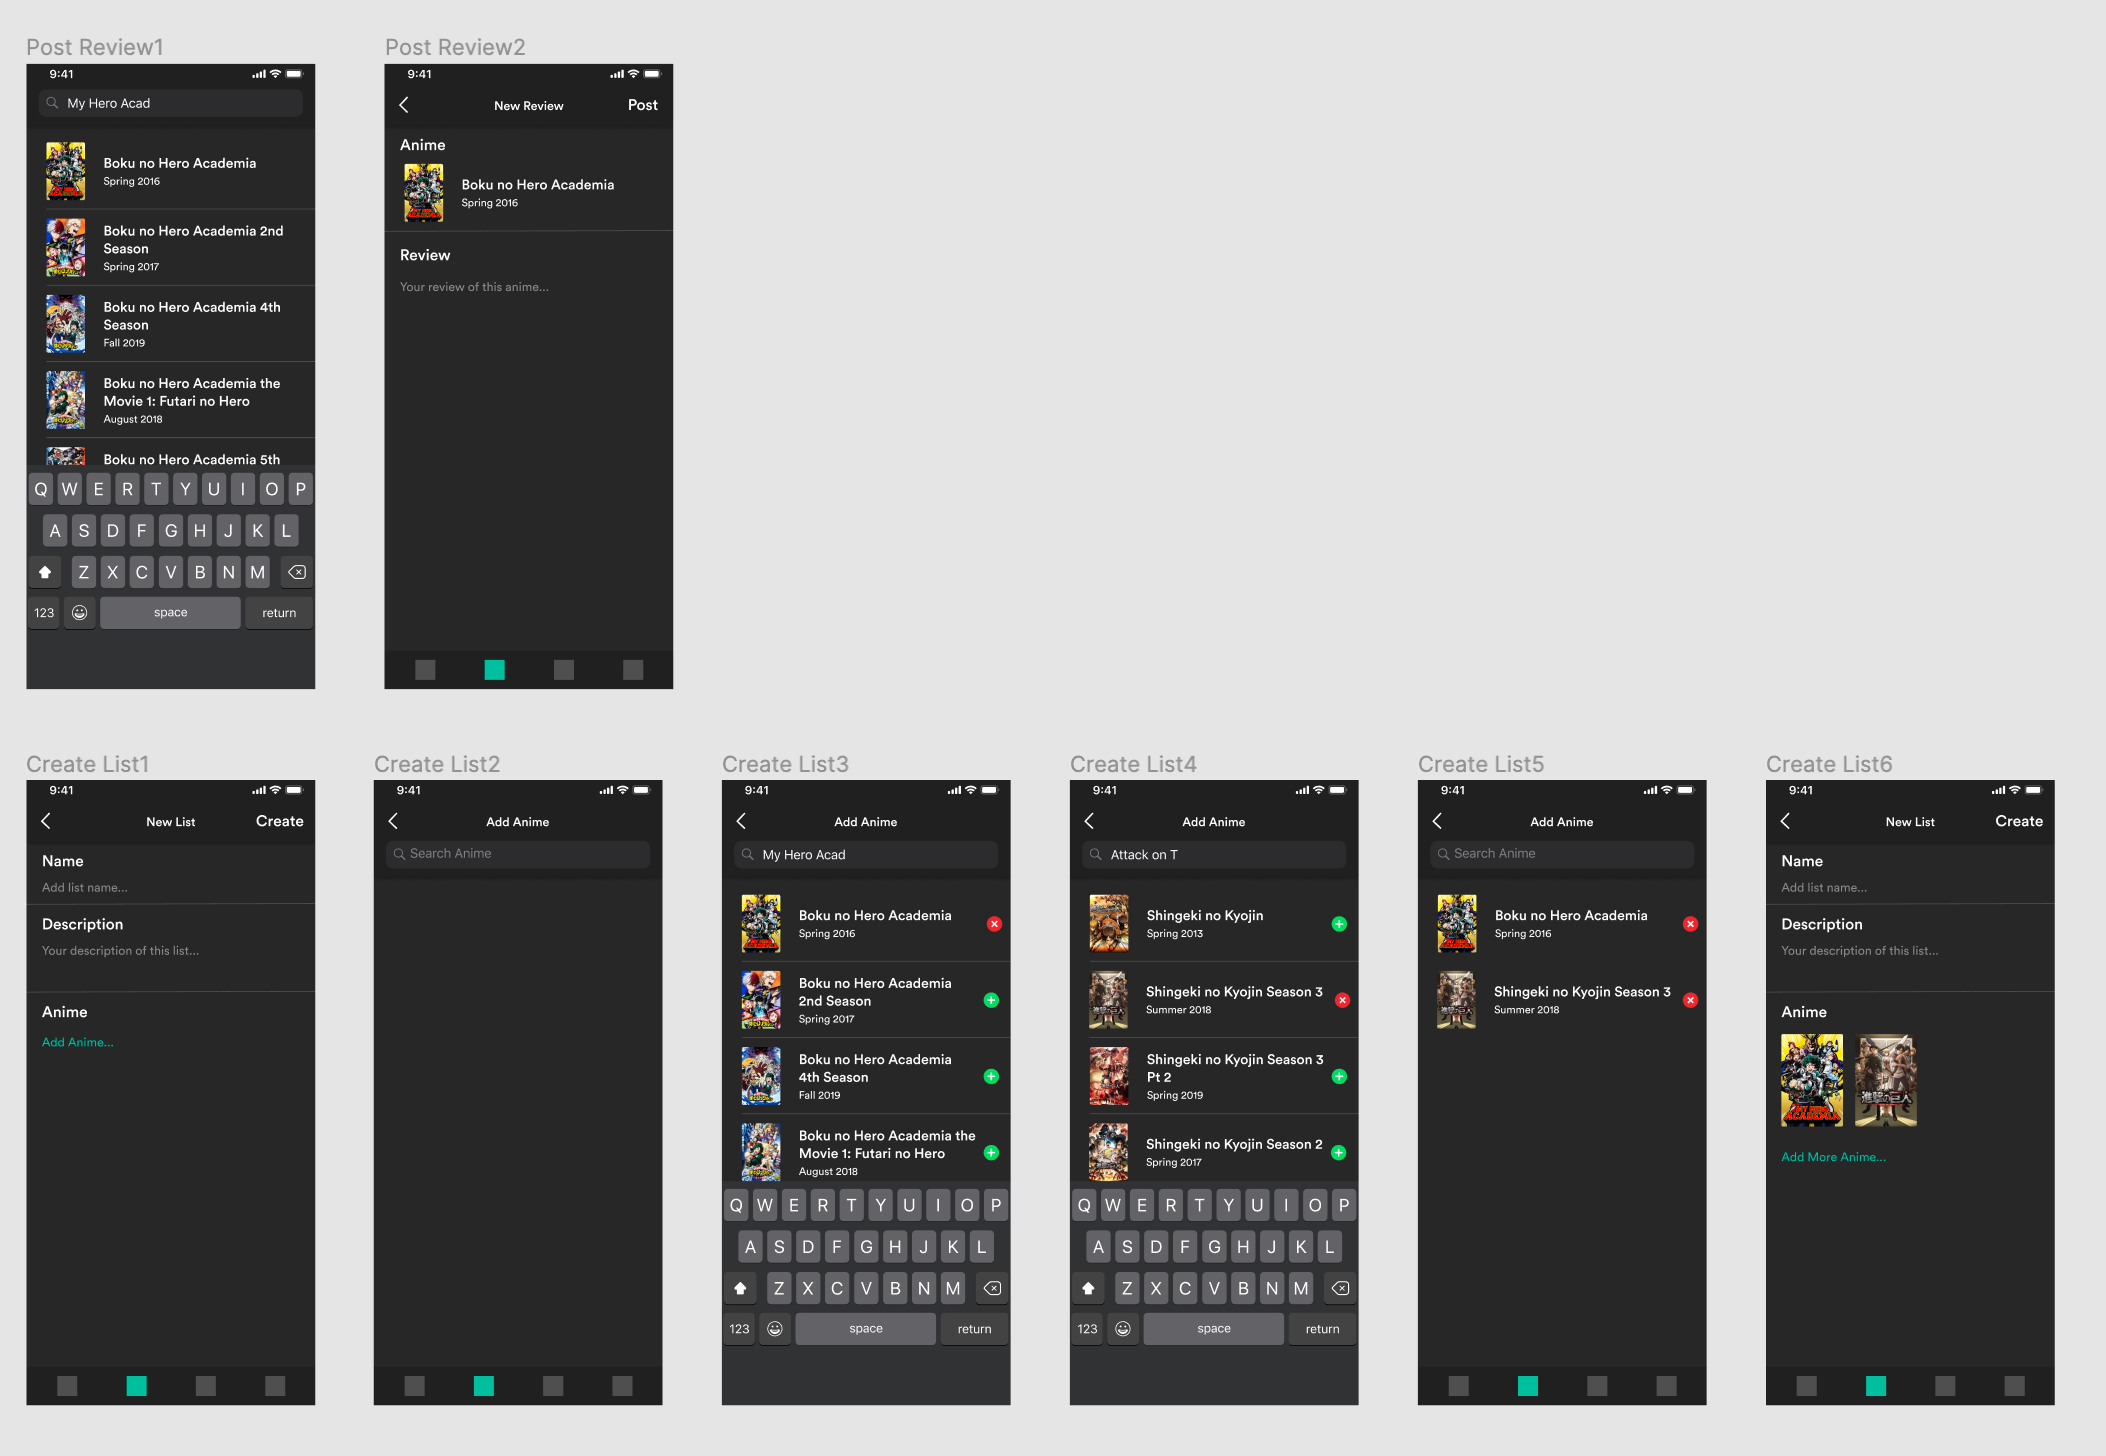 Post Review1
9:41
My Hero Acad
Boku no Hero Academia
Spring 2016
Boku no Hero Academia 2nd
Season
Spring 2017
Boku no Hero Academia 4th
Season
Fall 2019
Boku no Hero Academia the
Movie 1: Futari no Hero
August 2018
Boku no Hero Academia 5th
Q W E R T Y U I O P
A S D F G H J K L
Z X C V B N M
123 space return
Post Review2
9:41
New Review Post
Anime
MY HERO
ACADEMIA
Boku no Hero Academia
Spring 2016
Review
Your review of this anime...
Create List1
9:41
New List Create
Name
Add list name...
Description
Your description of this list...
Anime
Add Anime...
Create List2
9:41
Add Anime
Search Anime
Create List3
9:41
Add Anime
My Hero Acad
Boku no Hero Academia
Spring 2016
Boku no Hero Academia
2nd Season
Spring 2017
Boku no Hero Academia
4th Season
Fall 2019
Boku no Hero Academia the
Movie 1: Futari no Hero
August 2018
Q W E R T Y U I O P
A S D F G H J K L
Z X C V B N M
123 space return
Create List4
9:41
Add Anime
Attack on T
Shingeki no Kyojin
Spring 2013
Shingeki no Kyojin Season 3
Summer 2018
Shingeki no Kyojin Season 3
Pt 2
Spring 2019
Shingeki no Kyojin Season 2
Spring 2017
Q W E R T Y U I O P
A S D F G H J K L
Z X C V B N M
123 space return
Create List5
9:41
Add Anime
Search Anime
Boku no Hero Academia
Spring 2016
Shingeki no Kyojin Season 3
Summer 2018
Create List6
9:41
New List Create
Name
Add list name...
Description
Your description of this list...
Anime
MY HERO
ACADEMIA
進撃の巨人
Add More Anime...